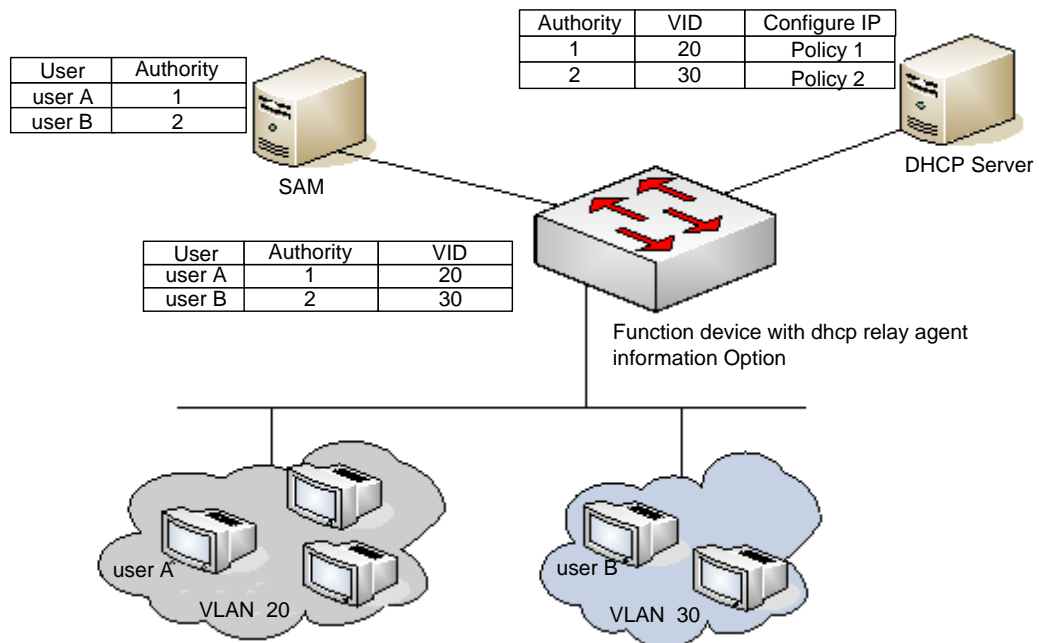 Authority VID Configure IP
1 20 Policy 1
2 30 Policy 2
User Authority
user A 1
user B 2
SAM
DHCP Server
User Authority VID
user A 1 20
user B 2 30
Function device with dhcp relay agent
information Option
user A
VLAN 20
user B
VLAN 30